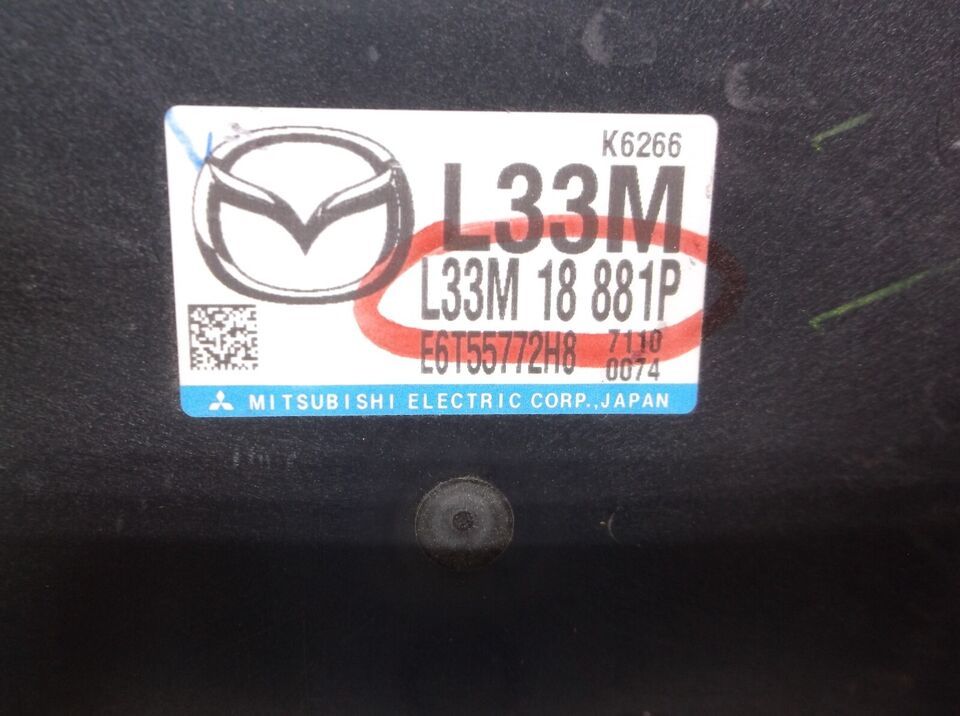 K6266
L33M
L33M 18 881P
E6T55772H8 7110
0074
MITSUBISHI ELECTRIC CORP.,JAPAN